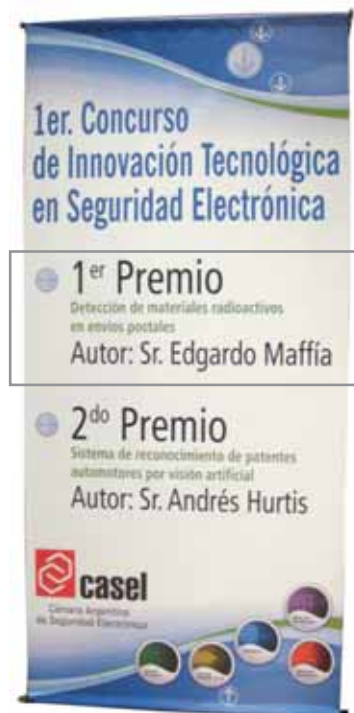 1er. Concurso
de Innovación Tecnológica
en Seguridad Electrónica
1er Premio
Detección de materiales radioactivos
en envios postales
Autor: Sr. Edgardo Maffía
2do Premio
Sistema de reconocimiento de patentes
automotores por visión artificial
Autor: Sr. Andrés Hurtis
casel
Cámara Argentina
de Seguridad Electrónica